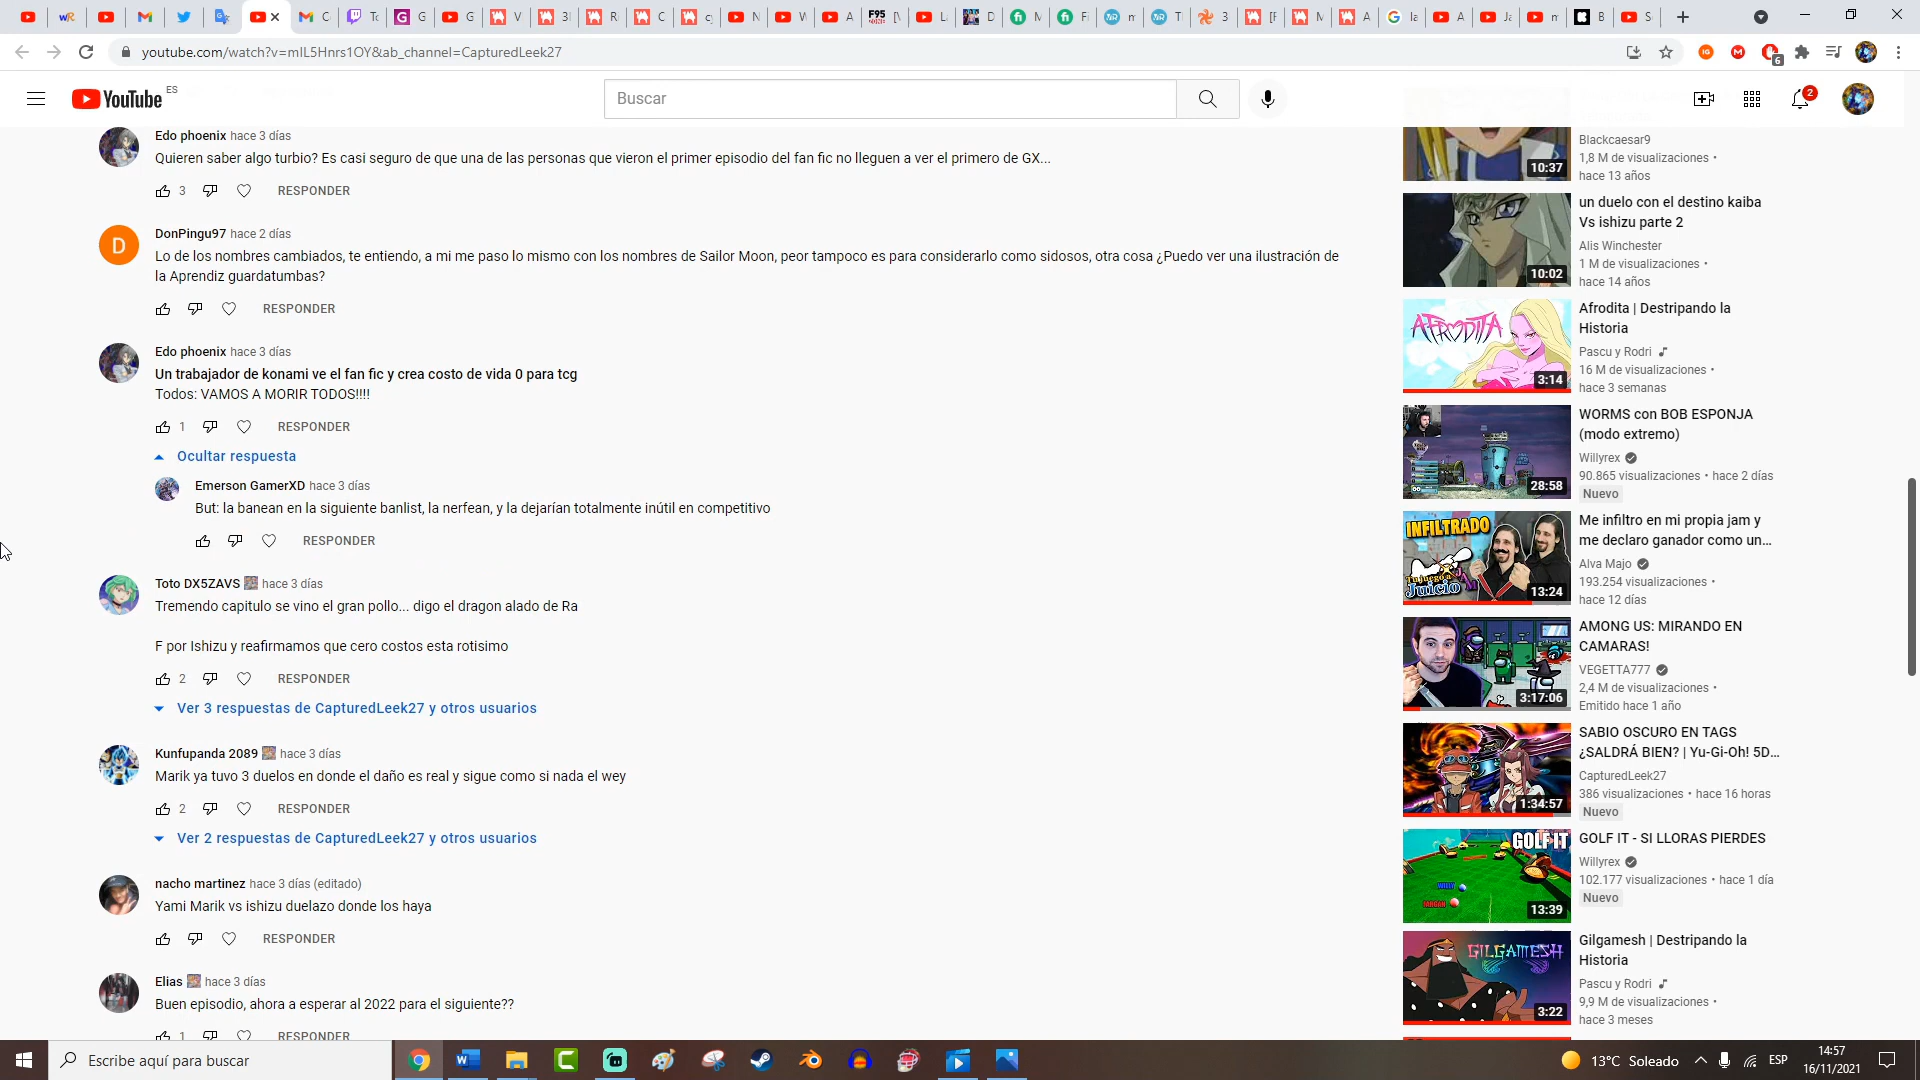 youtube.com/watch?v=mIL5Hnrs1OY&ab_channel=CapturedLeek27
6
YouTube ES
Buscar
2
Edo phoenix hace 3 días
Quieren saber algo turbio? Es casi seguro de que una de las personas que vieron el primer episodio del fan fic no lleguen a ver el primero de GX...
3 RESPONDER
D
DonPingu97 hace 2 días
Lo de los nombres cambiados, te entiendo, a mi me paso lo mismo con los nombres de Sailor Moon, peor tampoco es para considerarlo como sidosos, otra cosa ¿Puedo ver una ilustración de
la Aprendiz guardatumbas?
RESPONDER
Edo phoenix hace 3 días
Un trabajador de konami ve el fan fic y crea costo de vida 0 para tcg
Todos: VAMOS A MORIR TODOS!!!!
1 RESPONDER
Ocultar respuesta
Emerson GamerXD hace 3 días
But: la banean en la siguiente banlist, la nerfean, y la dejarían totalmente inútil en competitivo
RESPONDER
Toto DX5ZAVS hace 3 días
Tremendo capitulo se vino el gran pollo... digo el dragon alado de Ra
F por Ishizu y reafirmamos que cero costos esta rotisimo
2 RESPONDER
Ver 3 respuestas de CapturedLeek27 y otros usuarios
Kunfupanda 2089 hace 3 días
Marik ya tuvo 3 duelos en donde el daño es real y sigue como si nada el wey
2 RESPONDER
Ver 2 respuestas de CapturedLeek27 y otros usuarios
nacho martinez hace 3 días (editado)
Yami Marik vs ishizu duelazo donde los haya
RESPONDER
Elias hace 3 días
Buen episodio, ahora a esperar al 2022 para el siguiente??
1 RESPONDER
Blackcaesar9
1,8 M de visualizaciones •
hace 13 años
10:37
un duelo con el destino kaiba
Vs ishizu parte 2
Alis Winchester
1 M de visualizaciones •
hace 14 años
10:02
AFRODITA
Afrodita | Destripando la
Historia
Pascu y Rodri
16 M de visualizaciones •
hace 3 semanas
3:14
WORMS con BOB ESPONJA
(modo extremo)
Willyrex
90.865 visualizaciones • hace 2 días
Nuevo
28:58
INFILTRADO
Tu juego a
Juicio
Me infiltro en mi propia jam y
me declaro ganador como un...
Alva Majo
193.254 visualizaciones •
hace 12 días
13:24
AMONG US: MIRANDO EN
CAMARAS!
VEGETTA777
2,4 M de visualizaciones •
Emitido hace 1 año
3:17:06
SABIO OSCURO EN TAGS
¿SALDRÁ BIEN? | Yu-Gi-Oh! 5D...
CapturedLeek27
386 visualizaciones • hace 16 horas
Nuevo
1:34:57
GOLF IT
GOLF IT - SI LLORAS PIERDES
Willyrex
102.177 visualizaciones • hace 1 día
Nuevo
13:39
GILGAMESH
Gilgamesh | Destripando la
Historia
Pascu y Rodri
9,9 M de visualizaciones •
hace 3 meses
3:22
Escribe aquí para buscar
13°C Soleado
ESP
14:57
16/11/2021